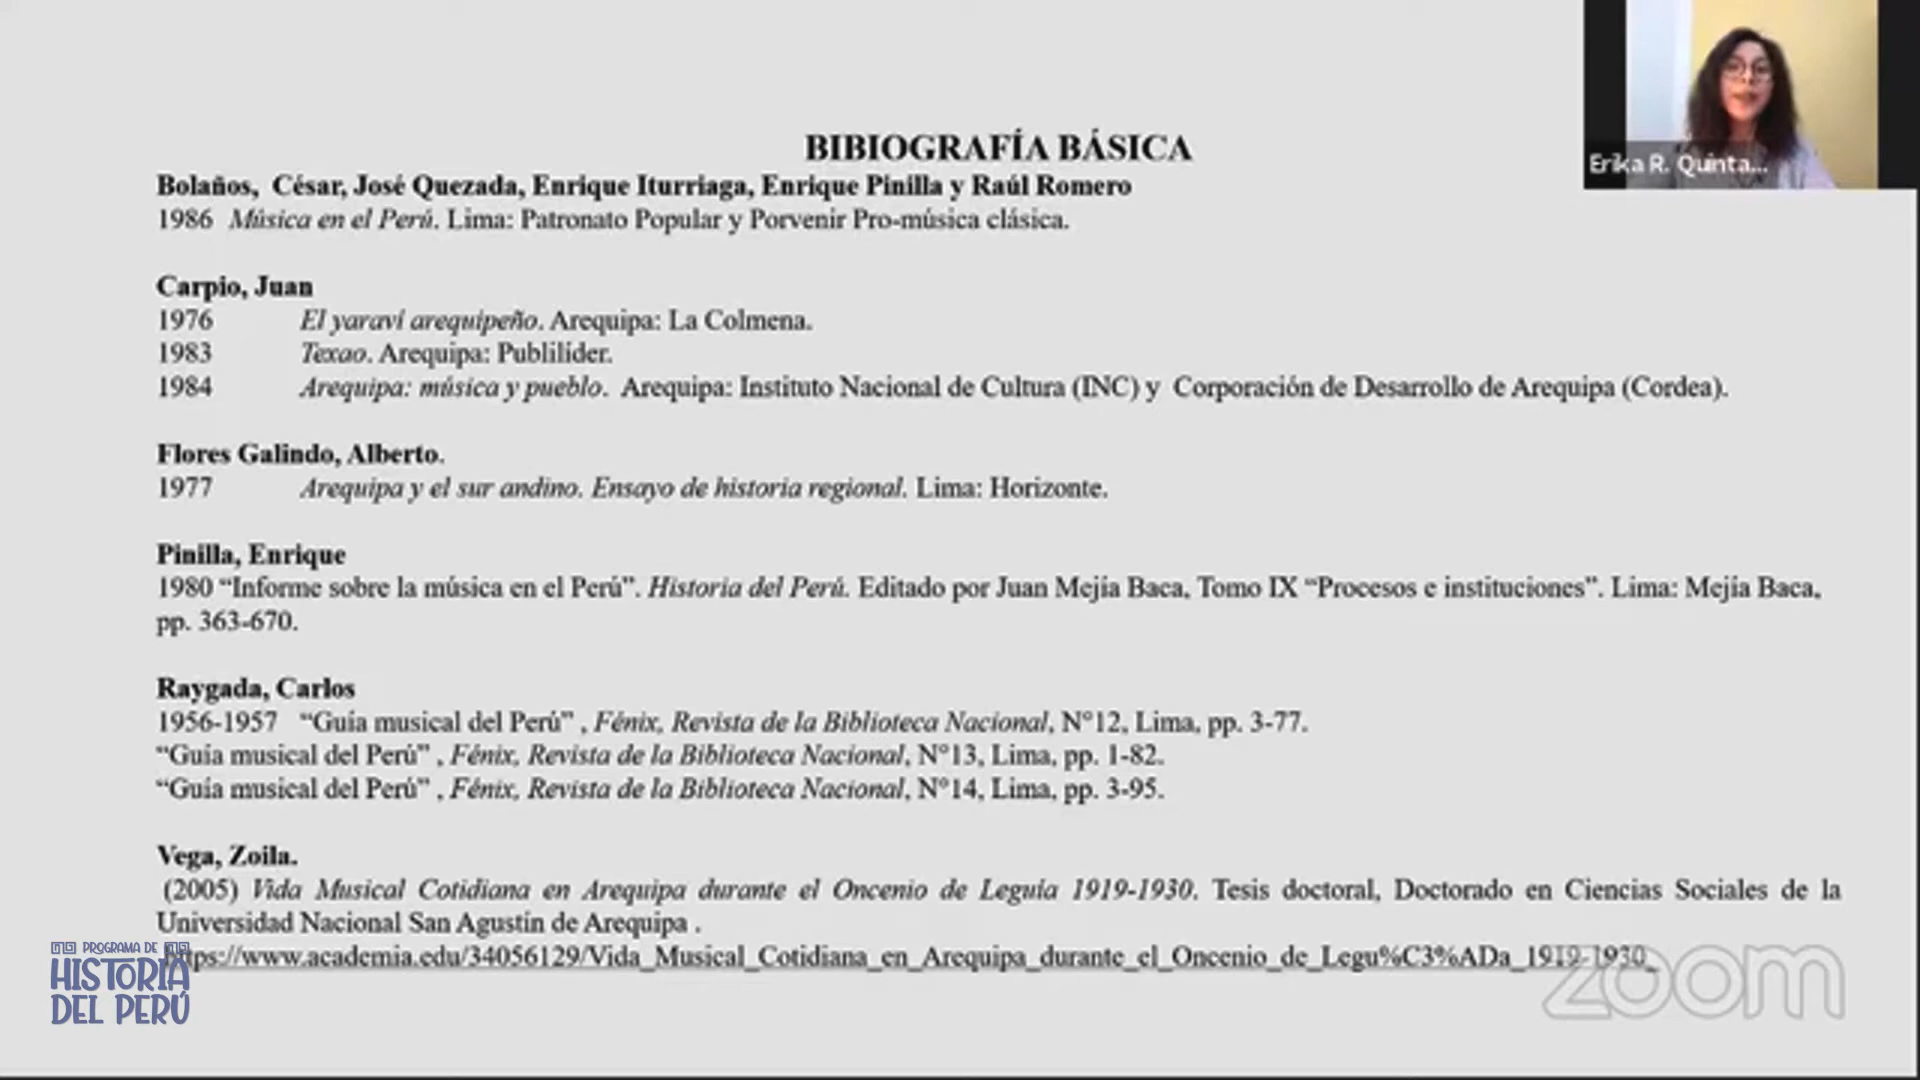 BIBIOGRAFÍA BÁSICA
Bolaños, César, José Quezada, Enrique Iturriaga, Enrique Pinilla y Raúl Romero
1986 Música en el Perú. Lima: Patronato Popular y Porvenir Pro-música clásica.
Carpio, Juan
1976 El yaraví arequipeño. Arequipa: La Colmena.
1983 Texao. Arequipa: Publilíder.
1984 Arequipa: música y pueblo. Arequipa: Instituto Nacional de Cultura (INC) y Corporación de Desarrollo de Arequipa (Cordea).
Flores Galindo, Alberto.
1977 Arequipa y el sur andino. Ensayo de historia regional. Lima: Horizonte.
Pinilla, Enrique
1980 “Informe sobre la música en el Perú”. Historia del Perú. Editado por Juan Mejía Baca, Tomo IX “Procesos e instituciones”. Lima: Mejía Baca,
pp. 363-670.
Raygada, Carlos
1956-1957 “Guía musical del Perú” , Fénix, Revista de la Biblioteca Nacional, N°12, Lima, pp. 3-77.
“Guía musical del Perú” , Fénix, Revista de la Biblioteca Nacional, N°13, Lima, pp. 1-82.
“Guía musical del Perú” , Fénix, Revista de la Biblioteca Nacional, N°14, Lima, pp. 3-95.
Vega, Zoila.
(2005) Vida Musical Cotidiana en Arequipa durante el Oncenio de Leguía 1919-1930. Tesis doctoral, Doctorado en Ciencias Sociales de la
Universidad Nacional San Agustín de Arequipa .
https://www.academia.edu/34056129/Vida_Musical_Cotidiana_en_Arequipa_durante_el_Oncenio_de_Legu%C3%ADa_1919-1930_
Erika R. Quinta...
PROGRAMA DE
HISTORIA
DEL PERÚ
zoom